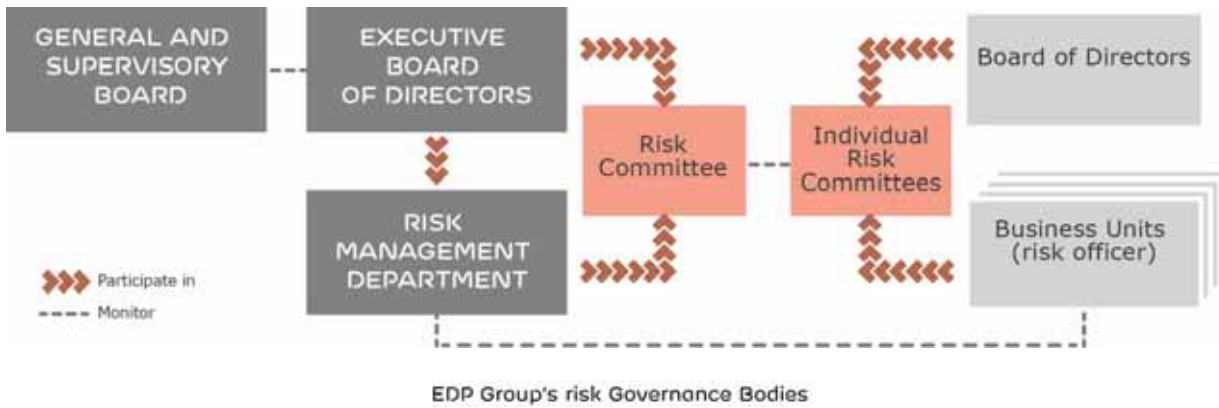 GENERAL AND
SUPERVISORY
BOARD
EXECUTIVE
BOARD
OF DIRECTORS
Board of Directors
Risk
Committee
Individual
Risk
Committees
RISK
MANAGEMENT
DEPARTMENT
Business Units
(risk officer)
Participate in
Monitor
EDP Group's risk Governance Bodies